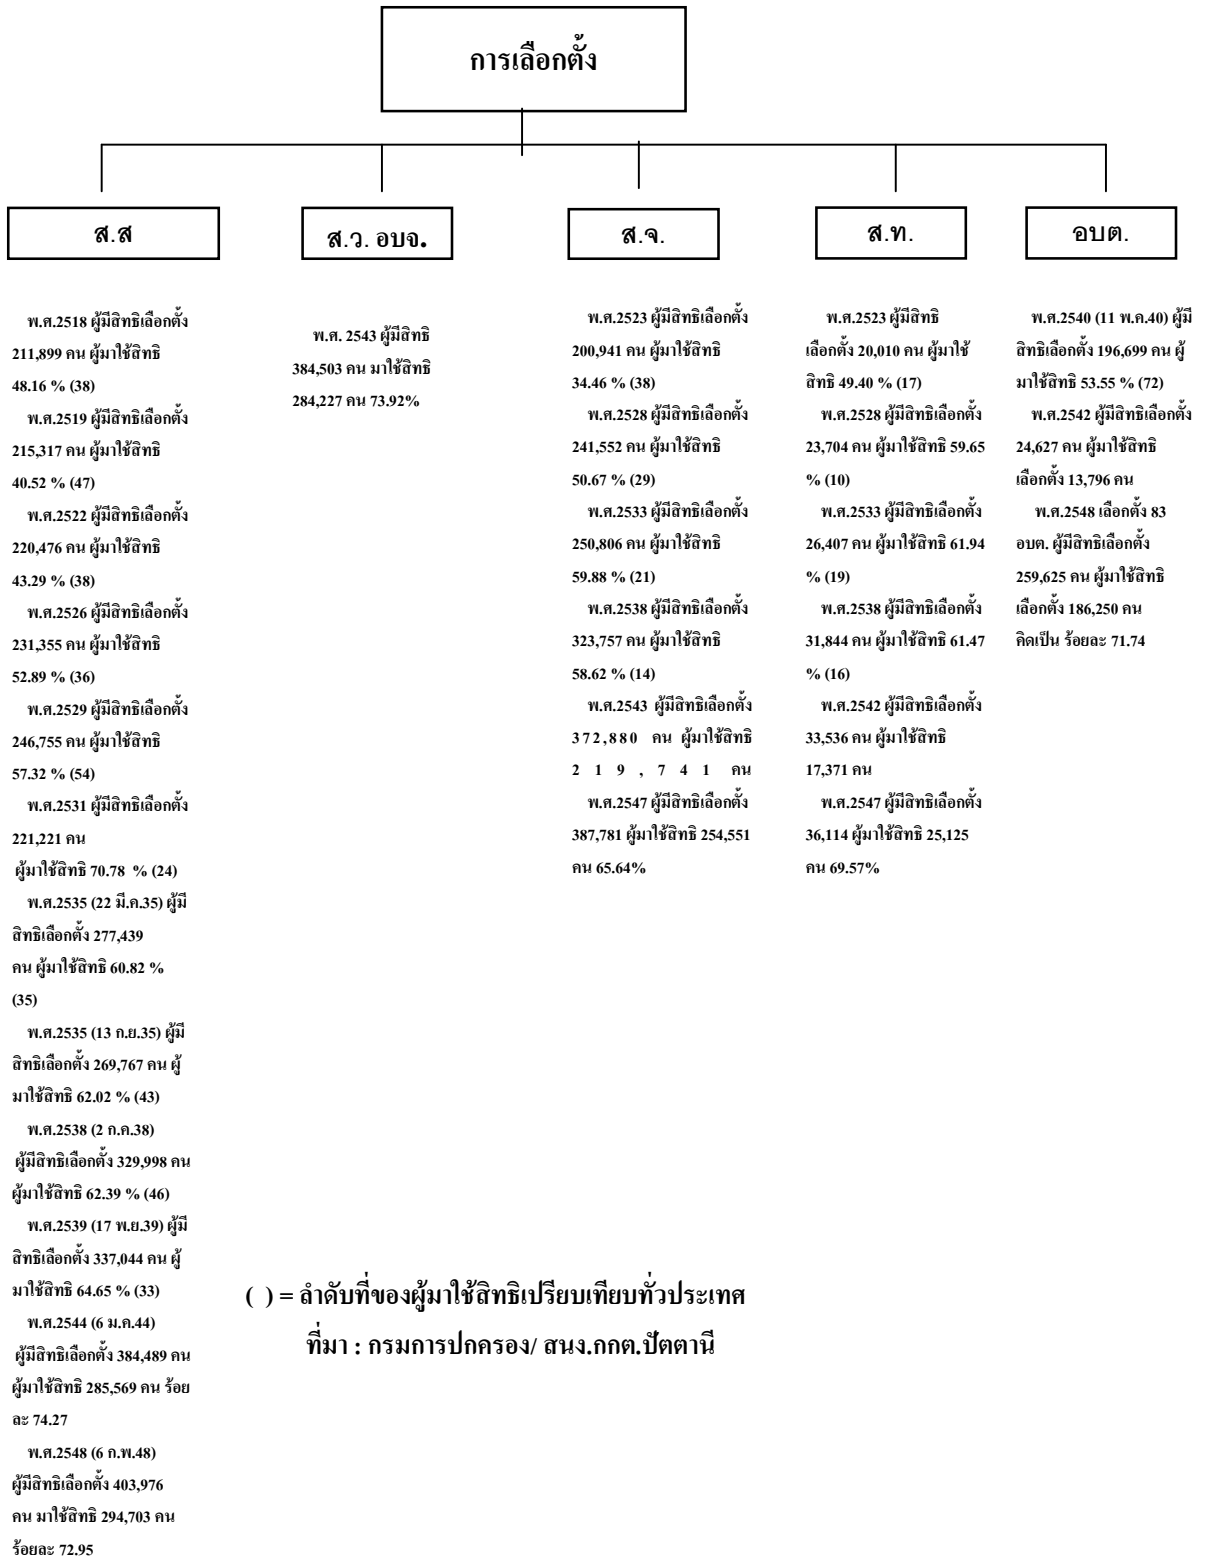 การเลือกตั้ง
ส.ส
ส.ว. อบจ.
ส.จ.
ส.ท.
อบต.
พ.ศ.2518 ผู้มีสิทธิเลือกตั้ง
211,899 คน ผู้มาใช้สิทธิ
48.16 % (38)
พ.ศ.2519 ผู้มีสิทธิเลือกตั้ง
215,317 คน ผู้มาใช้สิทธิ
40.52 % (47)
พ.ศ.2522 ผู้มีสิทธิเลือกตั้ง
220,476 คน ผู้มาใช้สิทธิ
43.29 % (38)
พ.ศ.2526 ผู้มีสิทธิเลือกตั้ง
231,355 คน ผู้มาใช้สิทธิ
52.89 % (36)
พ.ศ.2529 ผู้มีสิทธิเลือกตั้ง
246,755 คน ผู้มาใช้สิทธิ
57.32 % (54)
พ.ศ.2531 ผู้มีสิทธิเลือกตั้ง
221,221 คน
ผู้มาใช้สิทธิ 70.78 % (24)
พ.ศ.2535 (22 มี.ค.35) ผู้มี
สิทธิเลือกตั้ง 277,439
คน ผู้มาใช้สิทธิ 60.82 %
(35)
พ.ศ.2535 (13 ก.ย.35) ผู้มี
สิทธิเลือกตั้ง 269,767 คน ผู้
มาใช้สิทธิ 62.02 % (43)
พ.ศ.2538 (2 ก.ค.38)
ผู้มีสิทธิเลือกตั้ง 329,998 คน
ผู้มาใช้สิทธิ 62.39 % (46)
พ.ศ.2539 (17 พ.ย.39) ผู้มี
สิทธิเลือกตั้ง 337,044 คน ผู้
มาใช้สิทธิ 64.65 % (33)
พ.ศ.2544 (6 ม.ค.44)
ผู้มีสิทธิเลือกตั้ง 384,489 คน
ผู้มาใช้สิทธิ 285,569 คน ร้อย
ละ 74.27
พ.ศ.2548 (6 ก.พ.48)
ผู้มีสิทธิเลือกตั้ง 403,976
คน มาใช้สิทธิ 294,703 คน
ร้อยละ 72.95
พ.ศ. 2543 ผู้มีสิทธิ
384,503 คน มาใช้สิทธิ
284,227 คน 73.92%
พ.ศ.2523 ผู้มีสิทธิเลือกตั้ง
200,941 คน ผู้มาใช้สิทธิ
34.46 % (38)
พ.ศ.2528 ผู้มีสิทธิเลือกตั้ง
241,552 คน ผู้มาใช้สิทธิ
50.67 % (29)
พ.ศ.2533 ผู้มีสิทธิเลือกตั้ง
250,806 คน ผู้มาใช้สิทธิ
59.88 % (21)
พ.ศ.2538 ผู้มีสิทธิเลือกตั้ง
323,757 คน ผู้มาใช้สิทธิ
58.62 % (14)
พ.ศ.2543 ผู้มีสิทธิเลือกตั้ง
372,880 คน ผู้มาใช้สิทธิ
219,741 คน
พ.ศ.2547 ผู้มีสิทธิเลือกตั้ง
387,781 ผู้มาใช้สิทธิ 254,551
คน 65.64%
พ.ศ.2523 ผู้มีสิทธิ
เลือกตั้ง 20,010 คน ผู้มาใช้
สิทธิ 49.40 % (17)
พ.ศ.2528 ผู้มีสิทธิเลือกตั้ง
23,704 คน ผู้มาใช้สิทธิ 59.65
% (10)
พ.ศ.2533 ผู้มีสิทธิเลือกตั้ง
26,407 คน ผู้มาใช้สิทธิ 61.94
% (19)
พ.ศ.2538 ผู้มีสิทธิเลือกตั้ง
31,844 คน ผู้มาใช้สิทธิ 61.47
% (16)
พ.ศ.2542 ผู้มีสิทธิเลือกตั้ง
33,536 คน ผู้มาใช้สิทธิ
17,371 คน
พ.ศ.2547 ผู้มีสิทธิเลือกตั้ง
36,114 ผู้มาใช้สิทธิ 25,125
คน 69.57%
พ.ศ.2540 (11 พ.ค.40) ผู้มี
สิทธิเลือกตั้ง 196,699 คน ผู้
มาใช้สิทธิ 53.55 % (72)
พ.ศ.2542 ผู้มีสิทธิเลือกตั้ง
24,627 คน ผู้มาใช้สิทธิ
เลือกตั้ง 13,796 คน
พ.ศ.2548 เลือกตั้ง 83
อบต. ผู้มีสิทธิเลือกตั้ง
259,625 คน ผู้มาใช้สิทธิ
เลือกตั้ง 186,250 คน
คิดเป็น ร้อยละ 71.74
( ) = ลำดับที่ของผู้มาใช้สิทธิเปรียบเทียบทั่วประเทศ
ที่มา : กรมการปกครอง/ สนง.กกต.ปัตตานี